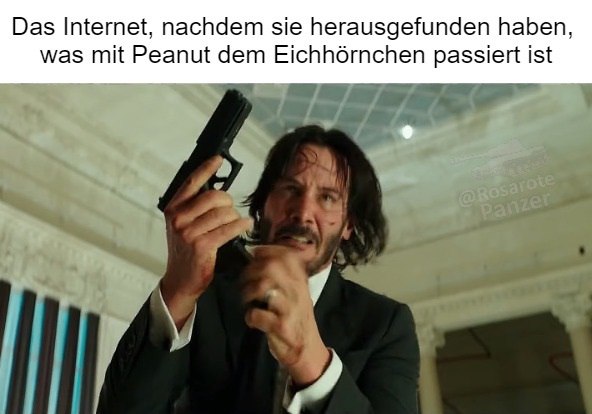 Das Internet, nachdem sie herausgefunden haben,
was mit Peanut dem Eichhörnchen passiert ist
@Rosarote
Panzer